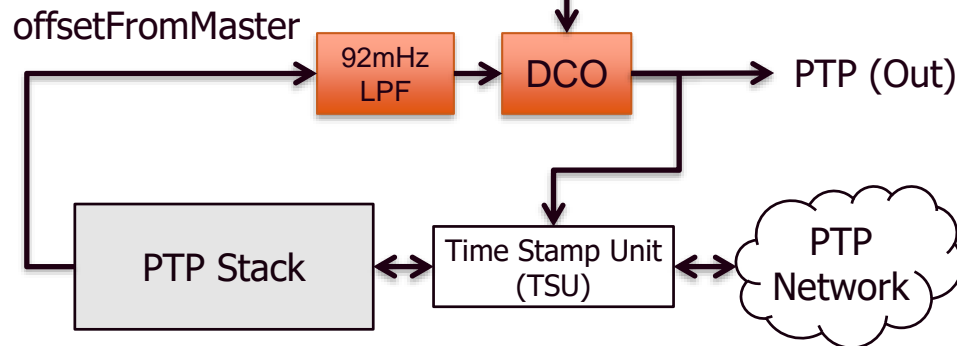 offsetFromMaster
92mHz
LPF
DCO
PTP (Out)
PTP Stack
Time Stamp Unit
(TSU)
PTP
Network